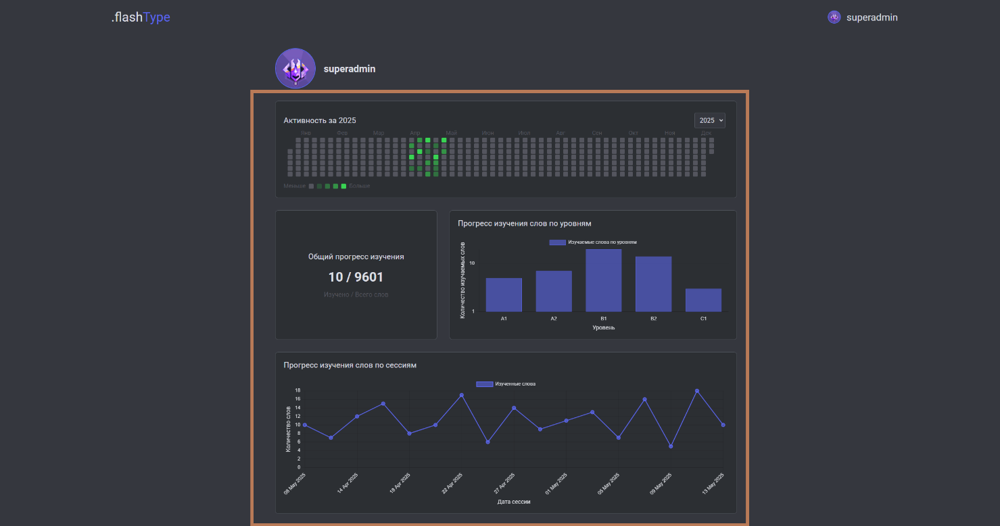 .flashType
superadmin
superadmin
Активность за 2025
2025
Янв Фев Мар Апр Май Июн Июл Авг Сен Окт Ноя Дек
Меньше Больше
Общий прогресс изучения
10 / 9601
Изучено / Всего слов
Прогресс изучения слов по уровням
Изучаемые слова по уровням
Количество изучаемых слов
10
1
A1 A2 B1 B2 C1
Уровень
Прогресс изучения слов по сессиям
Изученные слова
Количество слов
18
16
14
12
10
8
6
4
2
0
08 May 2025 14 Apr 2025 18 Apr 2025 22 Apr 2025 27 Apr 2025 01 May 2025 05 May 2025 09 May 2025 13 May 2025
Дата сессии